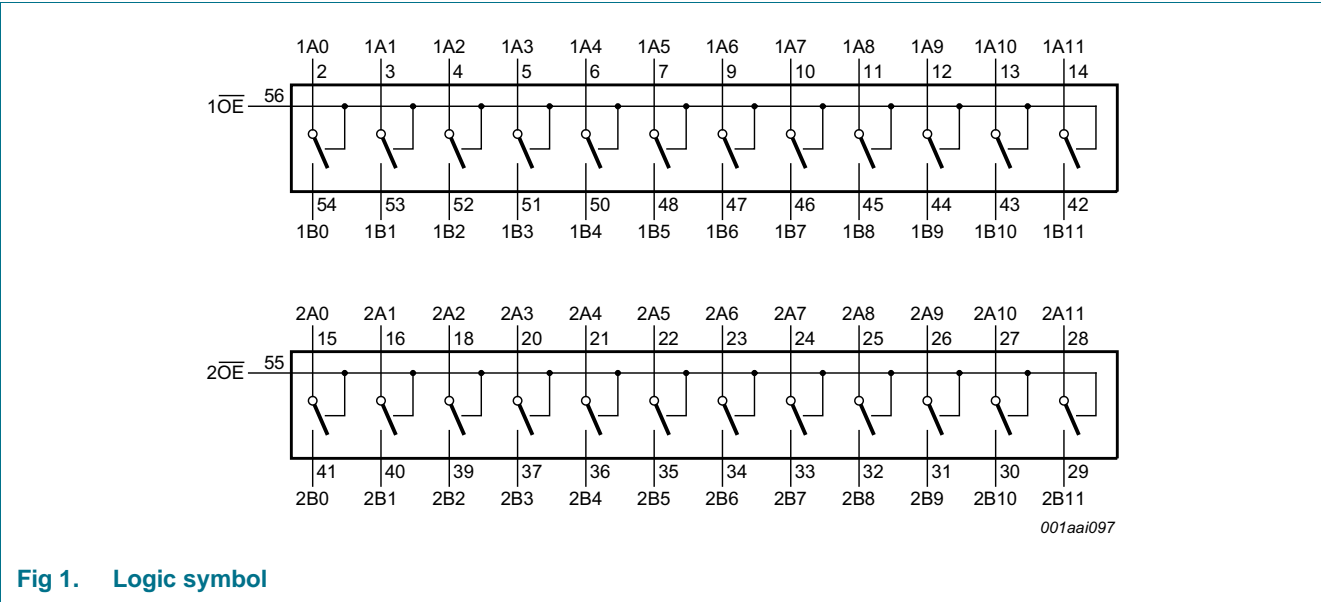 1A0 1A1 1A2 1A3 1A4 1A5 1A6 1A7 1A8 1A9 1A10 1A11
2 3 4 5 6 7 9 10 11 12 13 14
1O̅E̅ 56
54 53 52 51 50 48 47 46 45 44 43 42
1B0 1B1 1B2 1B3 1B4 1B5 1B6 1B7 1B8 1B9 1B10 1B11
2A0 2A1 2A2 2A3 2A4 2A5 2A6 2A7 2A8 2A9 2A10 2A11
15 16 18 20 21 22 23 24 25 26 27 28
2O̅E̅ 55
41 40 39 37 36 35 34 33 32 31 30 29
2B0 2B1 2B2 2B3 2B4 2B5 2B6 2B7 2B8 2B9 2B10 2B11
001aai097
Fig 1. Logic symbol